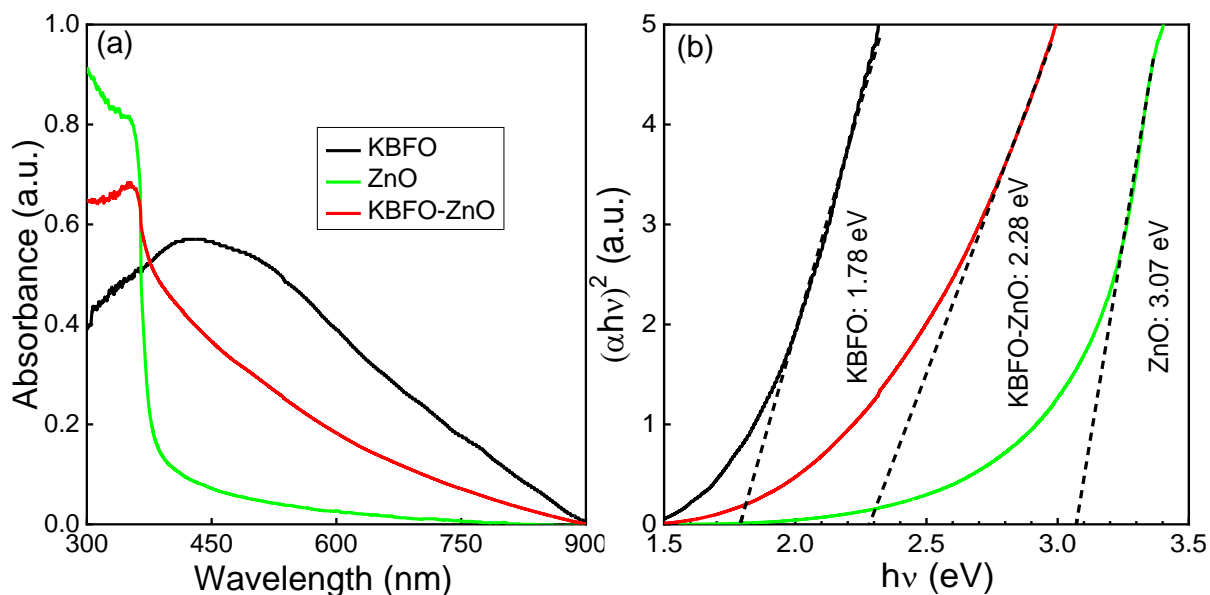 (a)
Absorbance (a.u.)
1.0
0.8
0.6
0.4
0.2
0.0
KBFO
ZnO
KBFO-ZnO
300
450
600
750
900
Wavelength (nm)
(b)
(αhν)²(a.u.)
5
4
3
2
1
0
KBFO: 1.78 eV
KBFO-ZnO: 2.28 eV
ZnO: 3.07 eV
1.5
2.0
2.5
3.0
3.5
hν (eV)